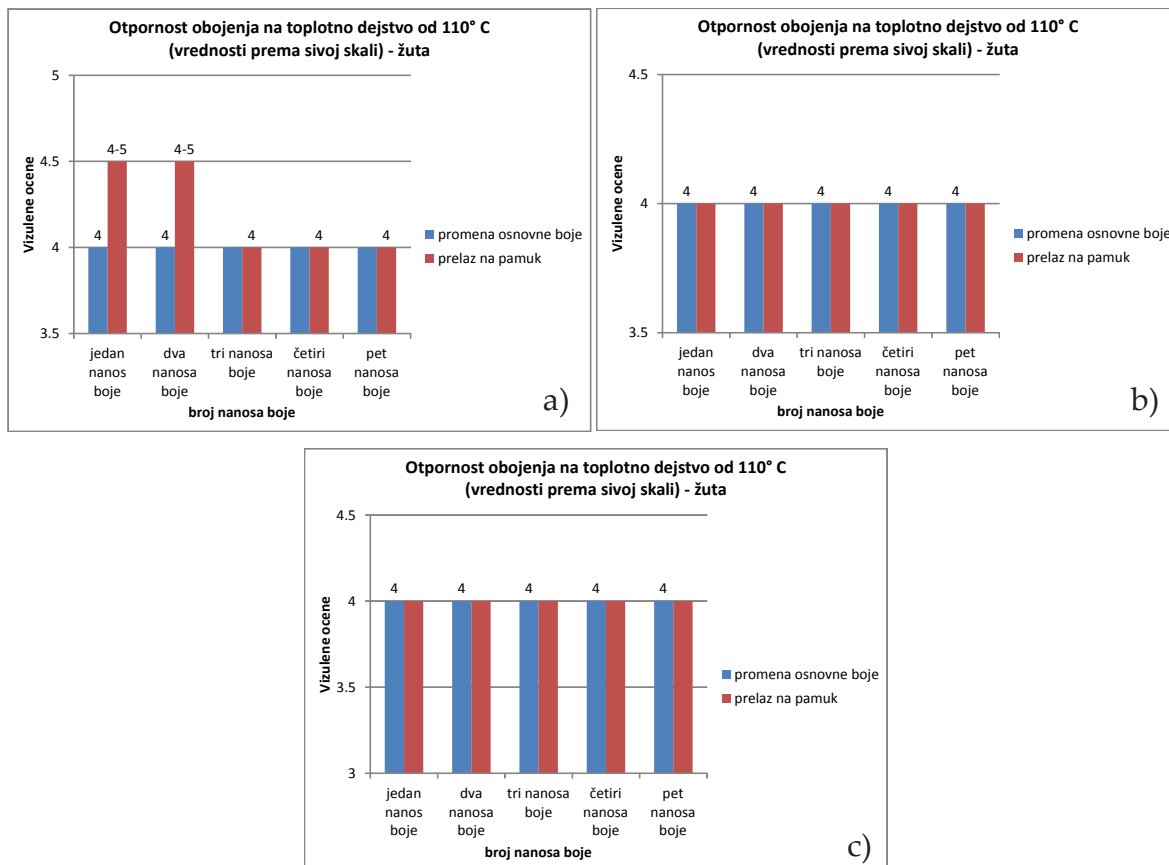 Otpornost obojenja na toplotno dejstvo od 110° C
(vrednosti prema sivoj skali) - žuta
5
4.5
4
3.5
Vizulene ocene
4 4-5 4 4-5 4 4 4
jedan nanos boje
dva nanosa boje
tri nanosa boje
četiri nanosa boje
pet nanosa boje
broj nanosa boje
promena osnovne boje
prelaz na pamuk
a)
Otpornost obojenja na toplotno dejstvo od 110° C
(vrednosti prema sivoj skali) - žuta
4.5
4
3.5
Vizulene ocene
4 4 4 4 4
jedan nanos boje
dva nanosa boje
tri nanosa boje
četiri nanosa boje
pet nanosa boje
broj nanosa boje
promena osnovne boje
prelaz na pamuk
b)
Otpornost obojenja na toplotno dejstvo od 110° C
(vrednosti prema sivoj skali) - žuta
4.5
4
3.5
3
Vizulene ocene
4 4 4 4 4
jedan nanos boje
dva nanosa boje
tri nanosa boje
četiri nanosa boje
pet nanosa boje
broj nanosa boje
promena osnovne boje
prelaz na pamuk
c)